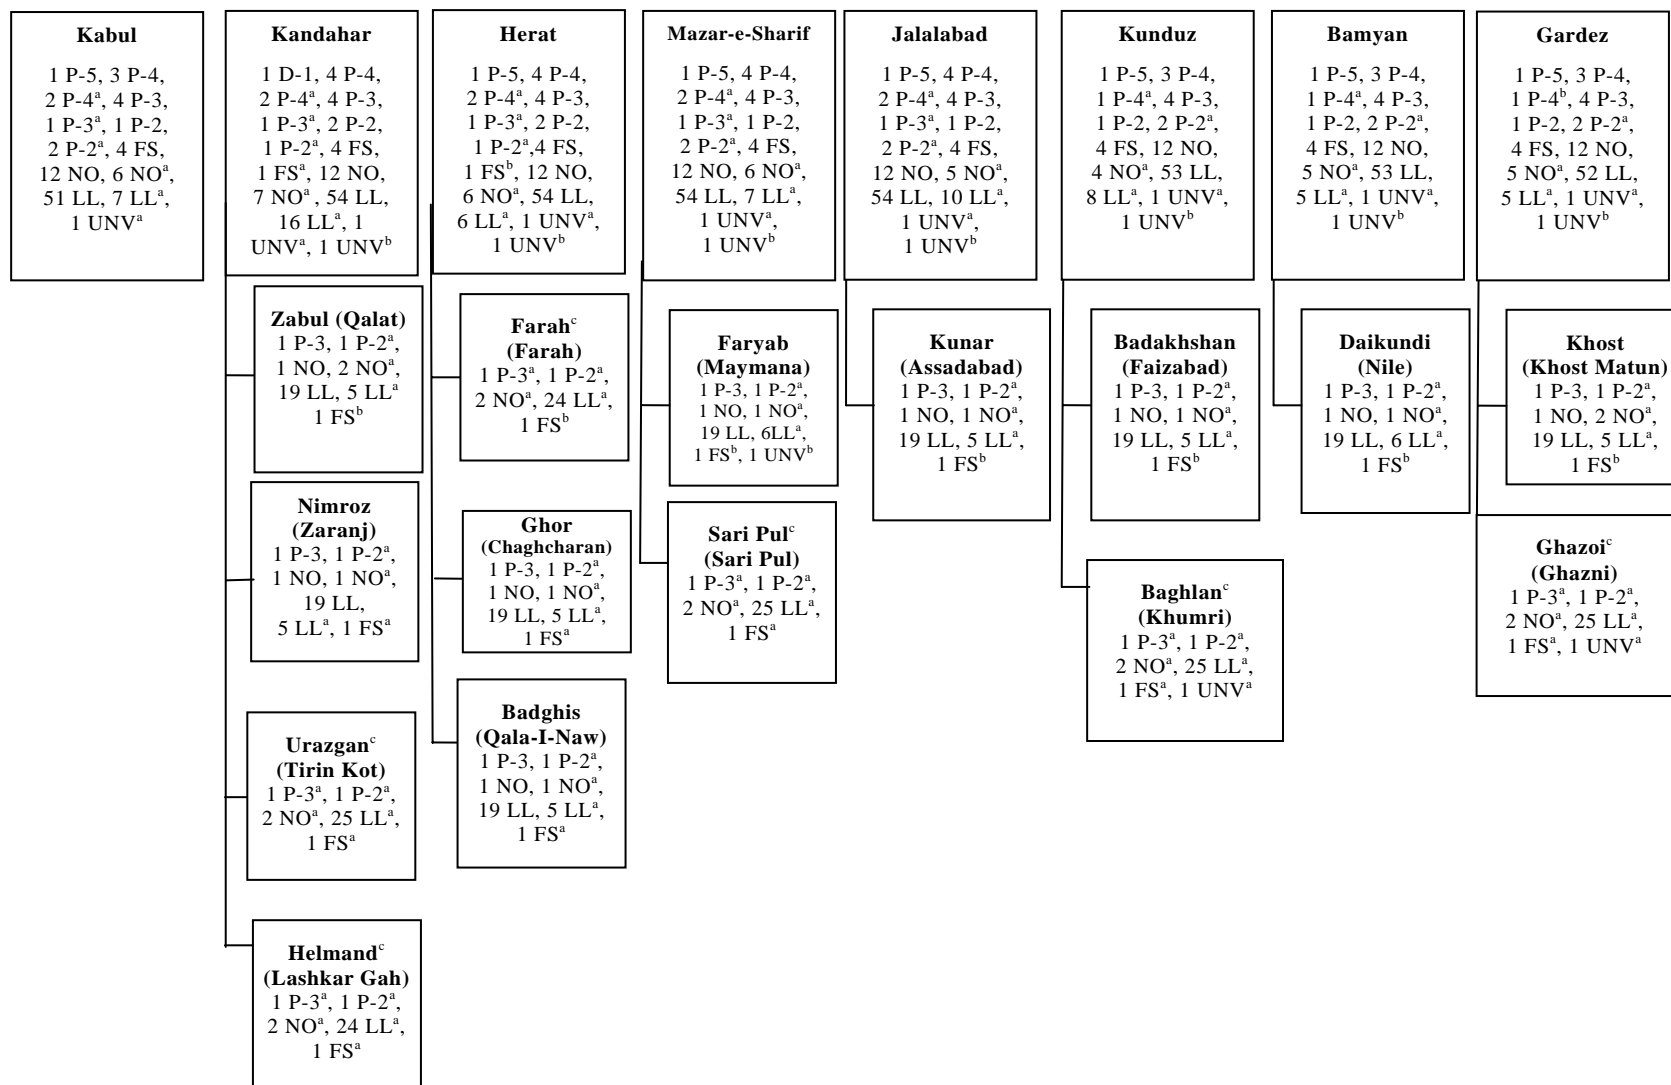 Kabul
1 P-5, 3 P-4,
2 P-4ᵃ, 4 P-3,
1 P-3ᵃ, 1 P-2,
2 P-2ᵃ, 4 FS,
12 NO, 6 NOᵃ,
51 LL, 7 LLᵃ,
1 UNVᵃ
Kandahar
1 D-1, 4 P-4,
2 P-4ᵃ, 4 P-3,
1 P-3ᵃ, 2 P-2,
1 P-2ᵃ, 4 FS,
1 FSᵃ, 12 NO,
7 NOᵃ, 54 LL,
16 LLᵃ, 1
UNVᵃ, 1 UNVᵇ
Zabul (Qalat)
1 P-3, 1 P-2ᵃ,
1 NO, 2 NOᵃ,
19 LL, 5 LLᵃ
1 FSᵇ
Nimroz
(Zaranj)
1 P-3, 1 P-2ᵃ,
1 NO, 1 NOᵃ,
19 LL,
5 LLᵃ, 1 FSᵃ
Urazganᶜ
(Tirin Kot)
1 P-3ᵃ, 1 P-2ᵃ,
2 NOᵃ, 25 LLᵃ,
1 FSᵃ
Helmandᶜ
(Lashkar Gah)
1 P-3ᵃ, 1 P-2ᵃ,
2 NOᵃ, 24 LLᵃ,
1 FSᵃ
Herat
1 P-5, 4 P-4,
2 P-4ᵃ, 4 P-3,
1 P-3ᵃ, 2 P-2,
1 P-2ᵃ,4 FS,
1 FSᵇ, 12 NO,
6 NOᵃ, 54 LL,
6 LLᵃ, 1 UNVᵃ,
1 UNVᵇ
Farahᶜ
(Farah)
1 P-3ᵃ, 1 P-2ᵃ,
2 NOᵃ, 24 LLᵃ,
1 FSᵇ
Ghor
(Chaghcharan)
1 P-3, 1 P-2ᵃ,
1 NO, 1 NOᵃ,
19 LL, 5 LLᵃ,
1 FSᵃ
Badghis
(Qala-I-Naw)
1 P-3, 1 P-2ᵃ,
1 NO, 1 NOᵃ,
19 LL, 5 LLᵃ,
1 FSᵃ
Mazar-e-Sharif
1 P-5, 4 P-4,
2 P-4ᵃ, 4 P-3,
1 P-3ᵃ, 1 P-2,
2 P-2ᵃ, 4 FS,
12 NO, 6 NOᵃ,
54 LL, 7 LLᵃ,
1 UNVᵃ,
1 UNVᵇ
Faryab
(Maymana)
1 P-3, 1 P-2ᵃ,
1 NO, 1 NOᵃ,
19 LL, 6LLᵃ,
1 FSᵇ, 1 UNVᵇ
Sari Pulᶜ
(Sari Pul)
1 P-3ᵃ, 1 P-2ᵃ,
2 NOᵃ, 25 LLᵃ,
1 FSᵃ
Jalalabad
1 P-5, 4 P-4,
2 P-4ᵃ, 4 P-3,
1 P-3ᵃ, 1 P-2,
2 P-2ᵃ, 4 FS,
12 NO, 5 NOᵃ,
54 LL, 10 LLᵃ,
1 UNVᵃ,
1 UNVᵇ
Kunar
(Assadabad)
1 P-3, 1 P-2ᵃ,
1 NO, 1 NOᵃ,
19 LL, 5 LLᵃ,
1 FSᵇ
Kunduz
1 P-5, 3 P-4,
1 P-4ᵃ, 4 P-3,
1 P-2, 2 P-2ᵃ,
4 FS, 12 NO,
4 NOᵃ, 53 LL,
8 LLᵃ, 1 UNVᵃ,
1 UNVᵇ
Badakhshan
(Faizabad)
1 P-3, 1 P-2ᵃ,
1 NO, 1 NOᵃ,
19 LL, 5 LLᵃ,
1 FSᵇ
Baghlanᶜ
(Khumri)
1 P-3ᵃ, 1 P-2ᵃ,
2 NOᵃ, 25 LLᵃ,
1 FSᵃ, 1 UNVᵃ
Bamyan
1 P-5, 3 P-4,
1 P-4ᵃ, 4 P-3,
1 P-2, 2 P-2ᵃ,
4 FS, 12 NO,
5 NOᵃ, 53 LL,
5 LLᵃ, 1 UNVᵃ,
1 UNVᵇ
Daikundi
(Nile)
1 P-3, 1 P-2ᵃ,
1 NO, 1 NOᵃ,
19 LL, 6 LLᵃ,
1 FSᵇ
Gardez
1 P-5, 3 P-4,
1 P-4ᵇ, 4 P-3,
1 P-2, 2 P-2ᵃ,
4 FS, 12 NO,
5 NOᵃ, 52 LL,
5 LLᵃ, 1 UNVᵃ,
1 UNVᵇ
Khost
(Khost Matun)
1 P-3, 1 P-2ᵃ,
1 NO, 2 NOᵃ,
19 LL, 5 LLᵃ,
1 FSᵇ
Ghazoiᶜ
(Ghazni)
1 P-3ᵃ, 1 P-2ᵃ,
2 NOᵃ, 25 LLᵃ,
1 FSᵃ, 1 UNVᵃ